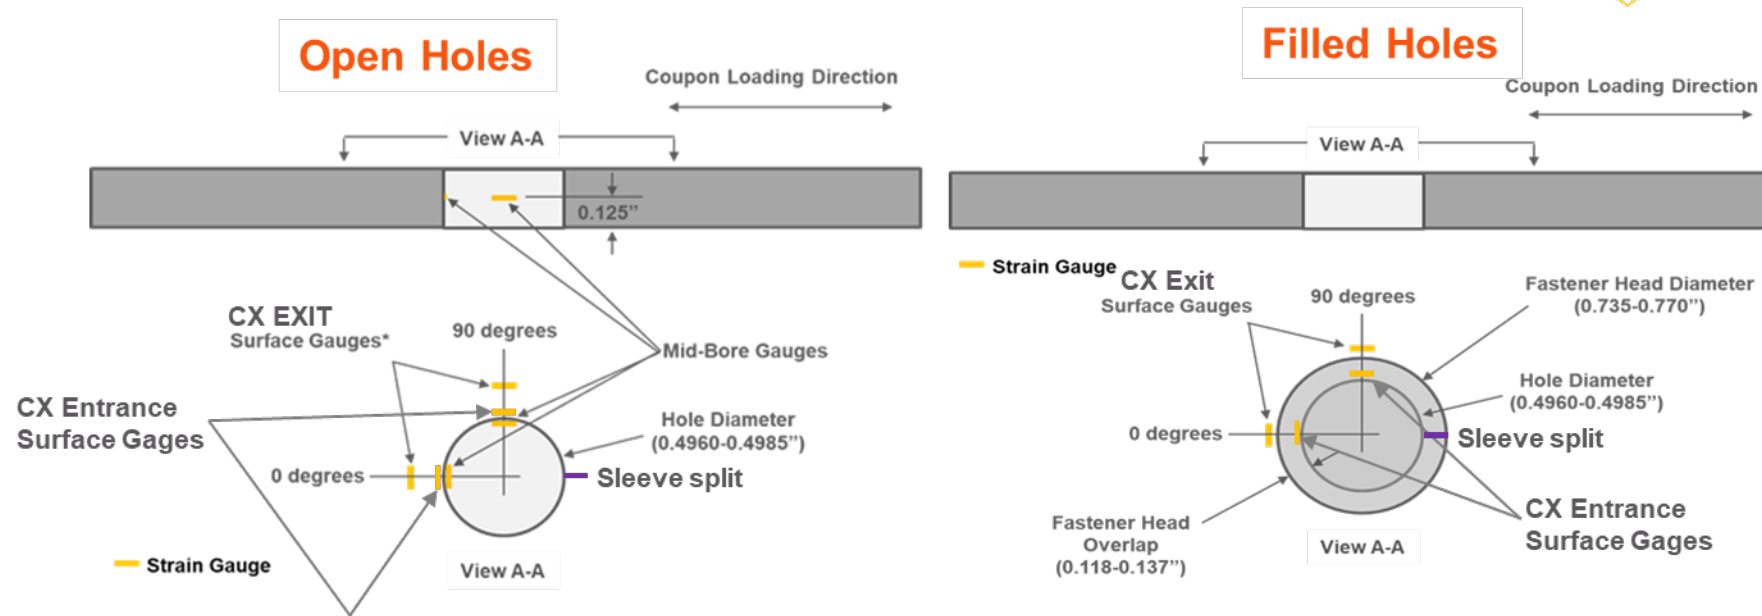 Open Holes
Coupon Loading Direction
View A-A
0.125”
CX EXIT
Surface Gauges*
90 degrees
Mid-Bore Gauges
CX Entrance
Surface Gages
Hole Diameter
(0.4960-0.4985”)
0 degrees
Sleeve split
Strain Gauge
View A-A
Filled Holes
Coupon Loading Direction
View A-A
Strain Gauge
CX Exit
Surface Gauges
90 degrees
Fastener Head Diameter
(0.735-0.770”)
Hole Diameter
(0.4960-0.4985”)
0 degrees
Sleeve split
Fastener Head
Overlap
(0.118-0.137”)
View A-A
CX Entrance
Surface Gages